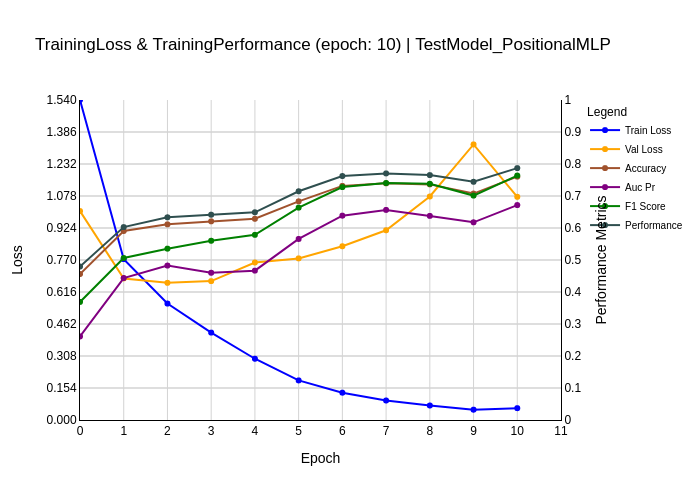 TrainingLoss & TrainingPerformance (epoch: 10) | TestModel_PositionalMLP
1.540
1.386
1.232
1.078
0.924
0.770
0.616
0.462
0.308
0.154
0.000
Loss
0 1 2 3 4 5 6 7 8 9 10 11
Epoch
1
0.9
0.8
0.7
0.6
0.5
0.4
0.3
0.2
0.1
0
Performance Metrics
Legend
Train Loss
Val Loss
Accuracy
Auc Pr
F1 Score
Performance